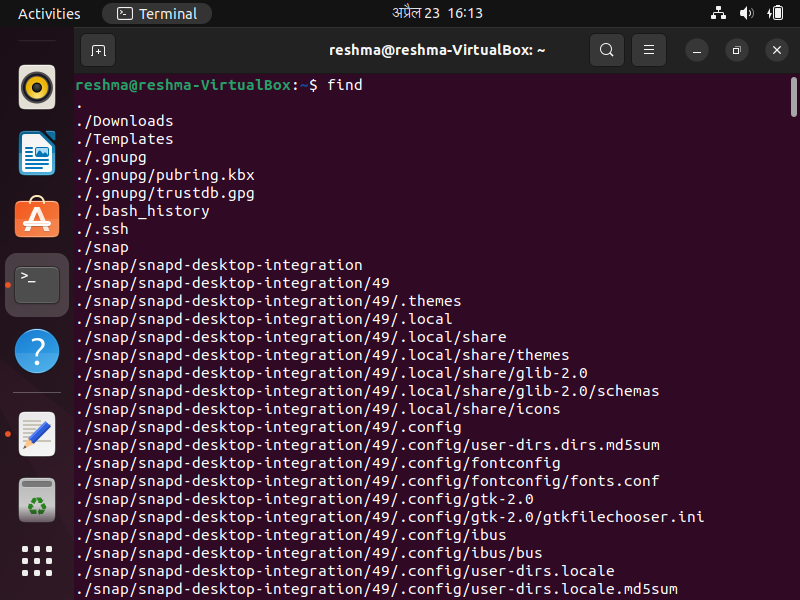 Activities
Terminal
अप्रैल 23 16:13
reshma@reshma-VirtualBox: ~
reshma@reshma-VirtualBox:~$ find
.
./Downloads
./Templates
./.gnupg
./.gnupg/pubring.kbx
./.gnupg/trustdb.gpg
./.bash_history
./.ssh
./snap
./snap/snapd-desktop-integration
./snap/snapd-desktop-integration/49
./snap/snapd-desktop-integration/49/.themes
./snap/snapd-desktop-integration/49/.local
./snap/snapd-desktop-integration/49/.local/share
./snap/snapd-desktop-integration/49/.local/share/themes
./snap/snapd-desktop-integration/49/.local/share/glib-2.0
./snap/snapd-desktop-integration/49/.local/share/glib-2.0/schemas
./snap/snapd-desktop-integration/49/.local/share/icons
./snap/snapd-desktop-integration/49/.config
./snap/snapd-desktop-integration/49/.config/user-dirs.dirs.md5sum
./snap/snapd-desktop-integration/49/.config/fontconfig
./snap/snapd-desktop-integration/49/.config/fontconfig/fonts.conf
./snap/snapd-desktop-integration/49/.config/gtk-2.0
./snap/snapd-desktop-integration/49/.config/gtk-2.0/gtkfilechooser.ini
./snap/snapd-desktop-integration/49/.config/ibus
./snap/snapd-desktop-integration/49/.config/ibus/bus
./snap/snapd-desktop-integration/49/.config/user-dirs.locale
./snap/snapd-desktop-integration/49/.config/user-dirs.locale.md5sum